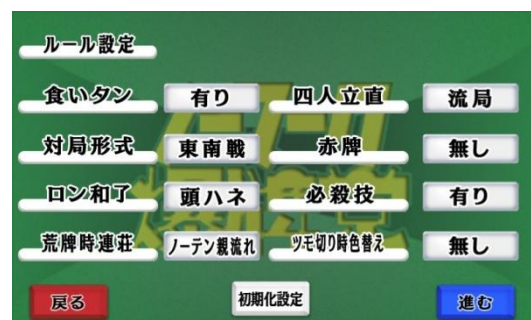 ルール設定
食いタン 有り 四人立直 流局
対局形式 東南戦 赤牌 無し
ロン和了 頭ハネ 必殺技 有り
荒牌時連荘 ノーテン親流れ ツモ切り時色替え 無し
戻る 初期化設定 進む